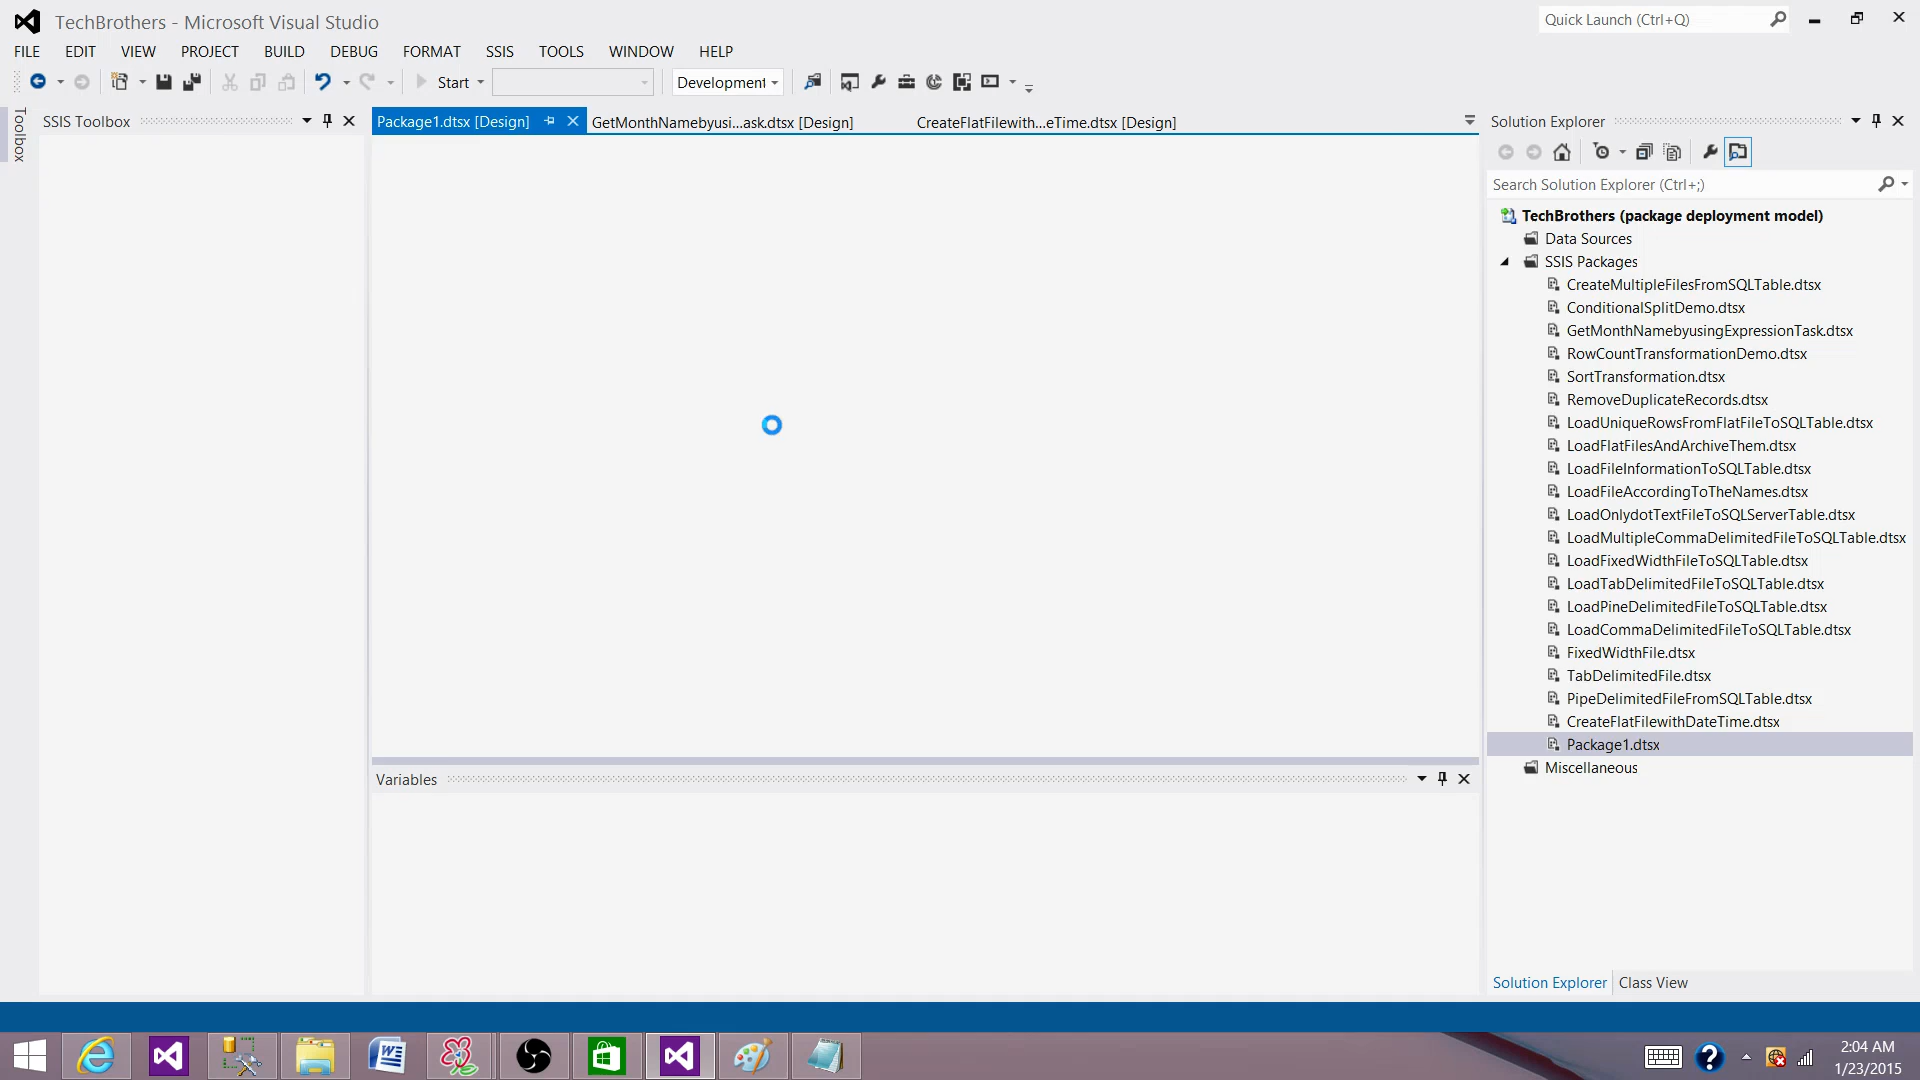 TechBrothers - Microsoft Visual Studio
Quick Launch (Ctrl+Q)
FILE EDIT VIEW PROJECT BUILD DEBUG FORMAT SSIS TOOLS WINDOW HELP
Start Development
Toolbox
SSIS Toolbox
Package1.dtsx [Design] GetMonthNamebyusi...ask.dtsx [Design] CreateFlatFilewith...eTime.dtsx [Design]
Variables
Solution Explorer
Search Solution Explorer (Ctrl+;)
TechBrothers (package deployment model)
Data Sources
SSIS Packages
CreateMultipleFilesFromSQLTable.dtsx
ConditionalSplitDemo.dtsx
GetMonthNamebyusingExpressionTask.dtsx
RowCountTransformationDemo.dtsx
SortTransformation.dtsx
RemoveDuplicateRecords.dtsx
LoadUniqueRowsFromFlatFileToSQLTable.dtsx
LoadFlatFilesAndArchiveThem.dtsx
LoadFileInformationToSQLTable.dtsx
LoadFileAccordingToTheNames.dtsx
LoadOnlydotTextFileToSQLServerTable.dtsx
LoadMultipleCommaDelimitedFileToSQLTable.dtsx
LoadFixedWidthFileToSQLTable.dtsx
LoadTabDelimitedFileToSQLTable.dtsx
LoadPineDelimitedFileToSQLTable.dtsx
LoadCommaDelimitedFileToSQLTable.dtsx
FixedWidthFile.dtsx
TabDelimitedFile.dtsx
PipeDelimitedFileFromSQLTable.dtsx
CreateFlatFilewithDateTime.dtsx
Package1.dtsx
Miscellaneous
Solution Explorer Class View
2:04 AM
1/23/2015